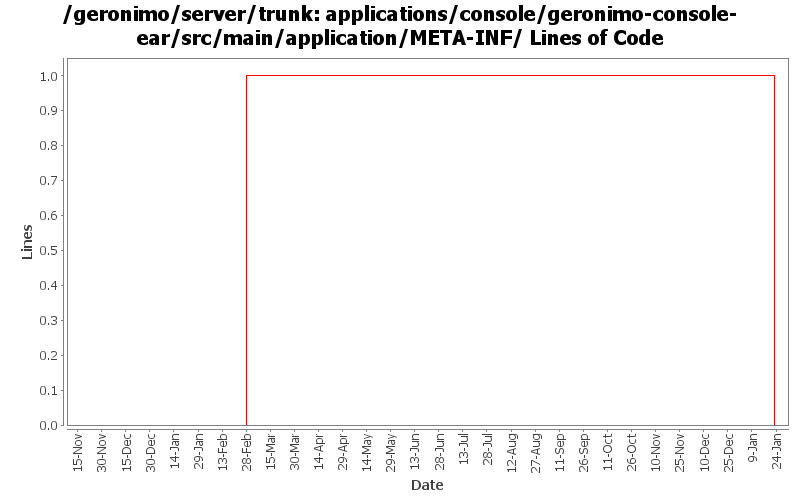 /geronimo/server/trunk: applications/console/geronimo-console-
ear/src/main/application/META-INF/ Lines of Code
Lines
1.0
0.9
0.8
0.7
0.6
0.5
0.4
0.3
0.2
0.1
0.0
15-Nov
30-Nov
15-Dec
30-Dec
14-Jan
29-Jan
13-Feb
28-Feb
15-Mar
30-Mar
14-Apr
29-Apr
14-May
29-May
13-Jun
28-Jun
13-Jul
28-Jul
12-Aug
27-Aug
11-Sep
26-Sep
11-Oct
26-Oct
10-Nov
25-Nov
10-Dec
25-Dec
9-Jan
24-Jan
Date